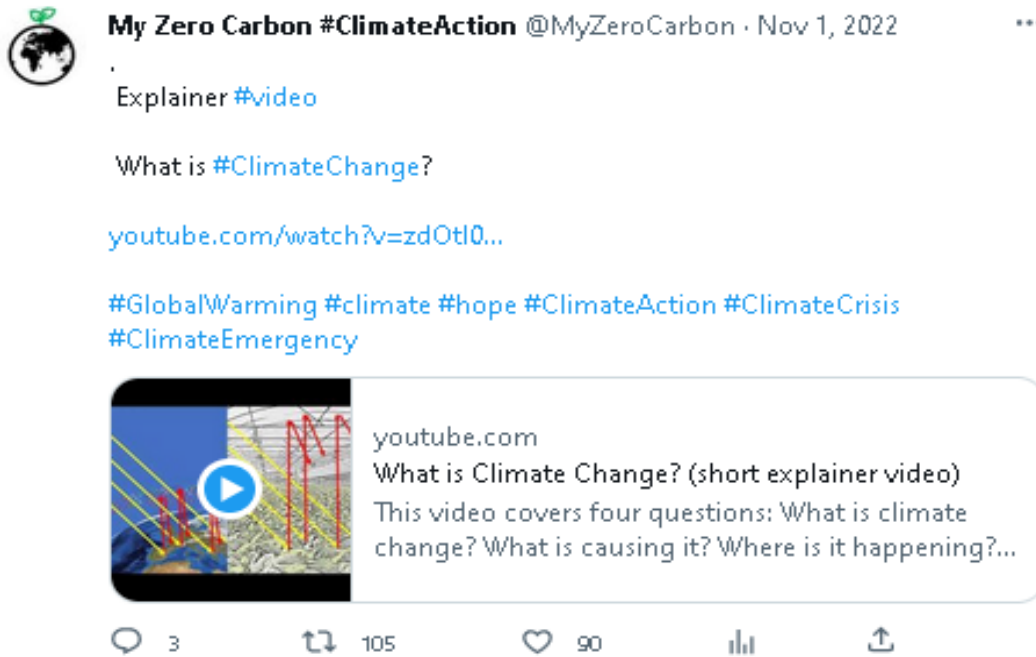 My Zero Carbon #ClimateAction @MyZeroCarbon · Nov 1, 2022
.
Explainer #video
What is #ClimateChange?
youtube.com/watch?v=zdOtI0...
#GlobalWarming #climate #hope #ClimateAction #ClimateCrisis
#ClimateEmergency
youtube.com
What is Climate Change? (short explainer video)
This video covers four questions: What is climate
change? What is causing it? Where is it happening?...
3 105 90